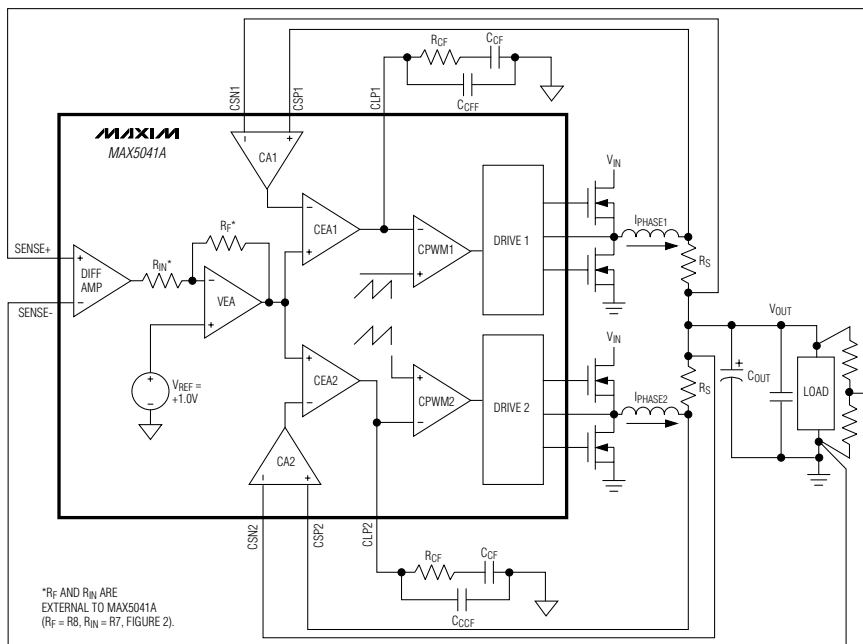 RCF
CCF
CCFF
CSN1
CSP1
CLP1
MAXIM
MAX5041A
CA1
VIN
DRIVE 1
IPHASE1
RF*
CEA1
CPWM1
SENSE+
RS
DIFF
AMP
RIN*
VEA
SENSE-
VOUT
VIN
VREF =
+1.0V
CEA2
CPWM2
DRIVE 2
IPHASE2
RS
COUT
LOAD
CA2
CSN2
CSP2
CLP2
RCF
CCF
CCCF
*RF AND RIN ARE
EXTERNAL TO MAX5041A
(RF = R8, RIN = R7, FIGURE 2).